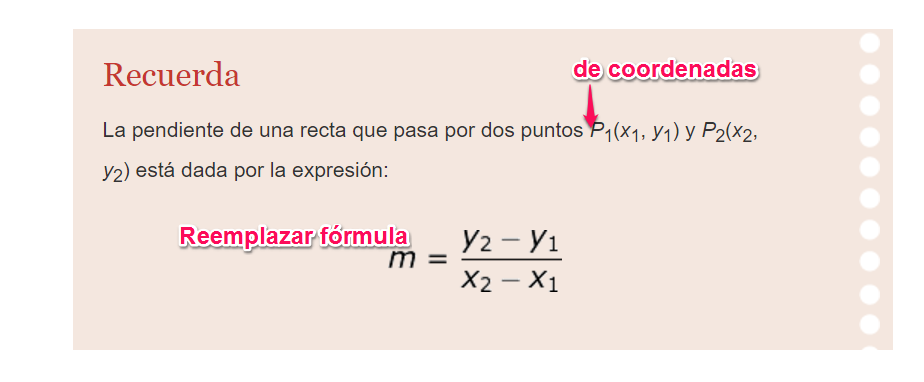 Recuerda
de coordenadas
La pendiente de una recta que pasa por dos puntos P₁(x₁, y₁) y P₂(x₂,
y₂) está dada por la expresión:
Reemplazar fórmula
m = (y₂ − y₁) / (x₂ − x₁)